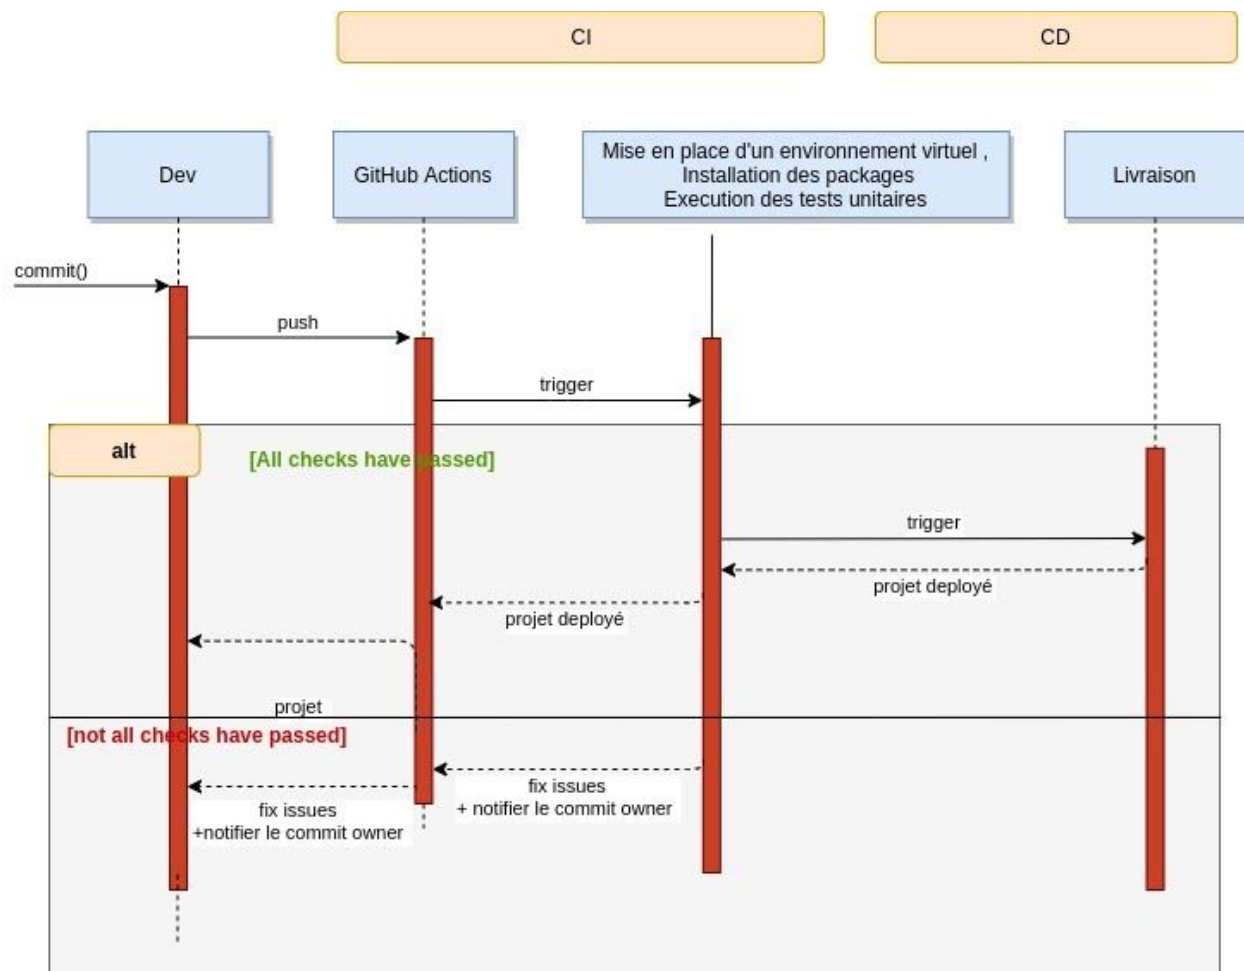 CI
CD
Dev
GitHub Actions
Mise en place d'un environnement virtuel ,
Installation des packages
Execution des tests unitaires
Livraison
commit()
push
trigger
alt
[All checks have passed]
trigger
projet deployé
projet deployé
projet
[not all checks have passed]
fix issues
+ notifier le commit owner
fix issues
+notifier le commit owner